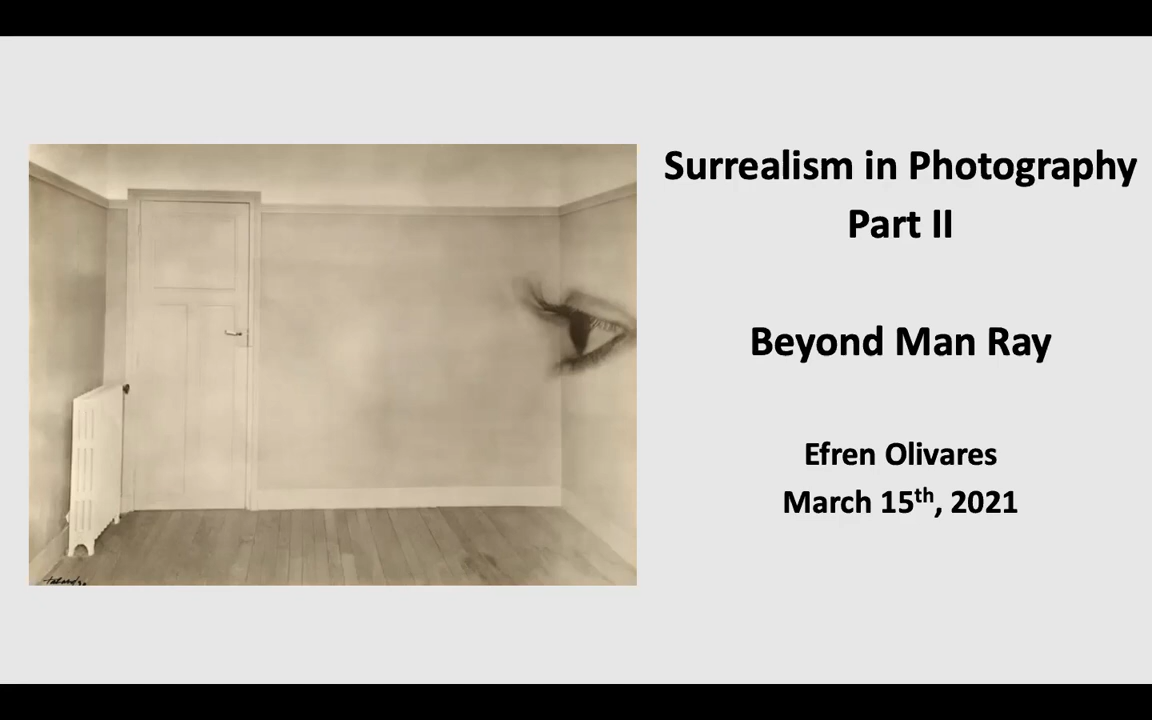 Surrealism in Photography
Part II
Beyond Man Ray
Efren Olivares
March 15th, 2021